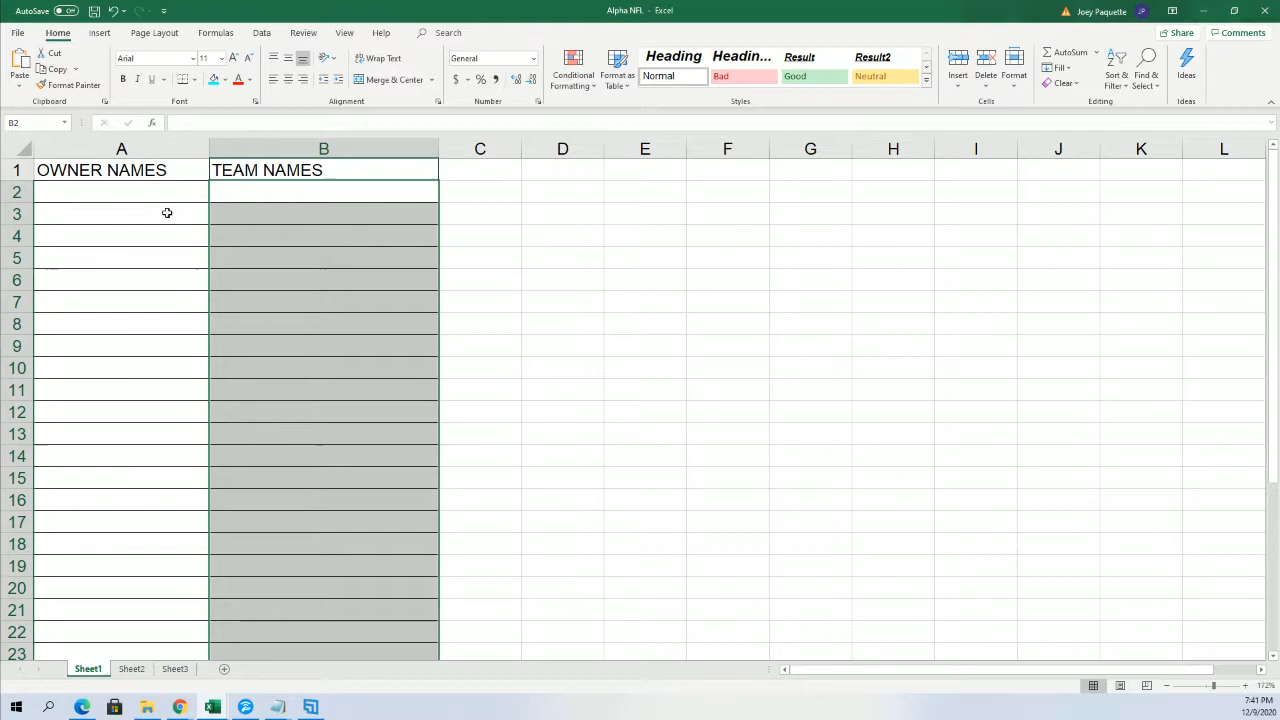 AutoSave Off
Alpha NFL - Excel
Joey Paquette JP
File Home Insert Page Layout Formulas Data Review View Help Search Share Comments
Paste Cut Copy Format Painter Clipboard
Arial 11 A A B I U A Font
Wrap Text Merge & Center Alignment
General $ % , Number
Conditional Formatting Format as Table
Heading Headin... Result Result2
Normal Bad Good Neutral
Styles
Insert Delete Format Cells
AutoSum Fill Clear Sort & Filter Find & Select Editing
Ideas Ideas
B2 fx
A B C D E F G H I J K L
1 OWNER NAMES TEAM NAMES
2
3
4
5
6
7
8
9
10
11
12
13
14
15
16
17
18
19
20
21
22
23
Sheet1 Sheet2 Sheet3
172%
7:41 PM
12/9/2020